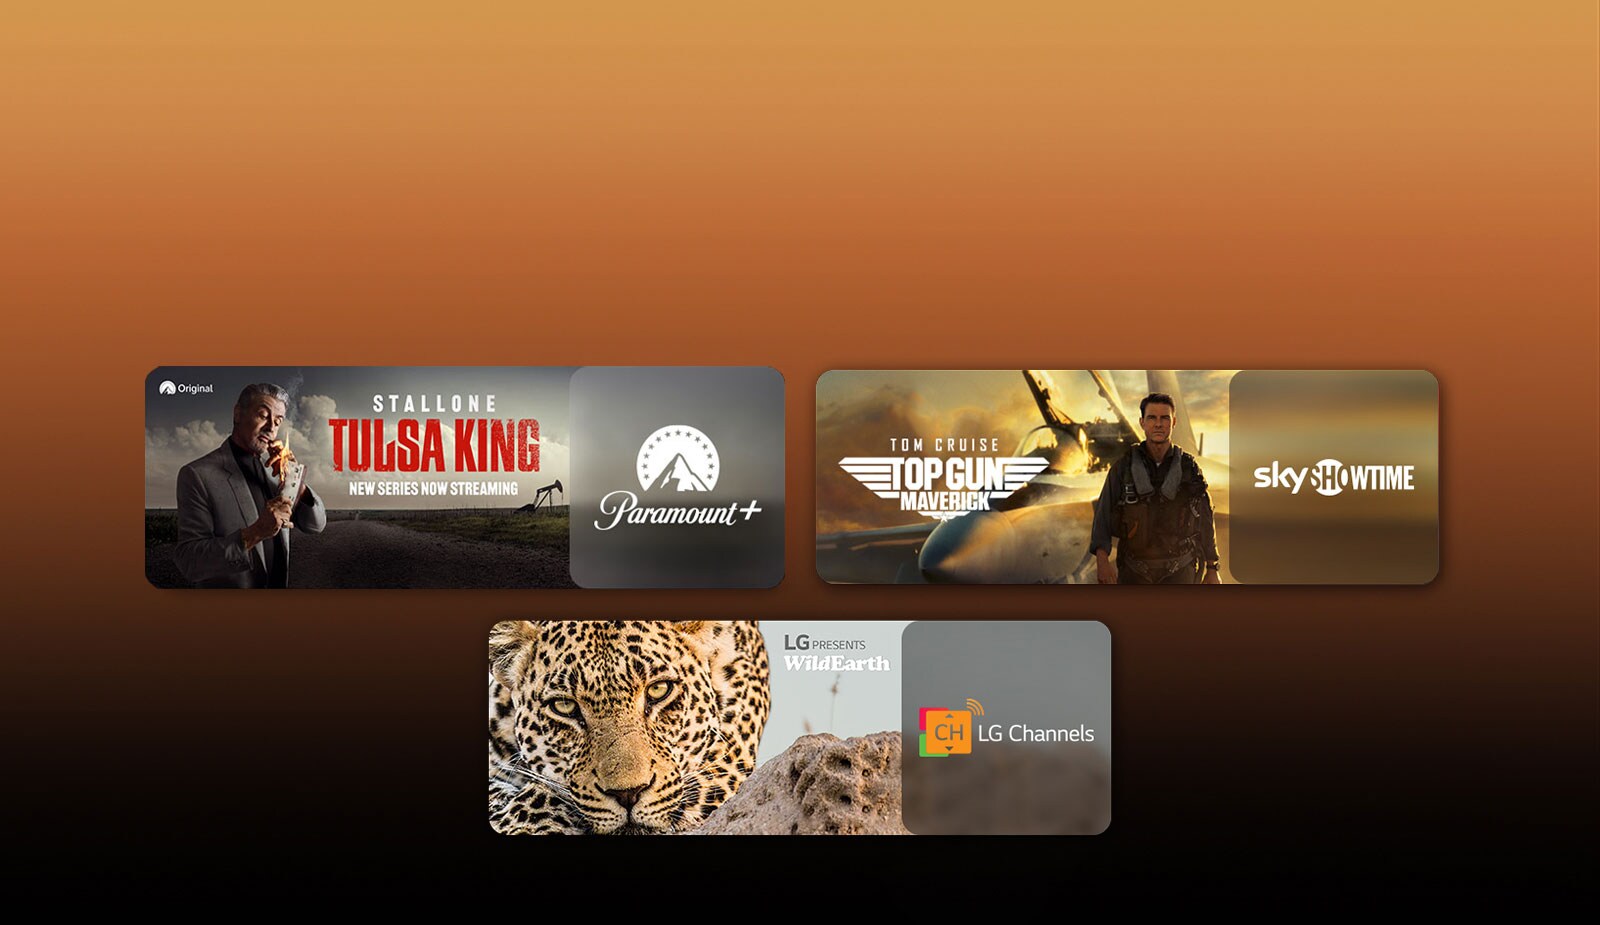 Original
STALLONE
TULSA KING
NEW SERIES NOW STREAMING
Paramount+
TOM CRUISE
TOP GUN
MAVERICK
sky SHOWTIME
LG PRESENTS
WildEarth
CH LG Channels